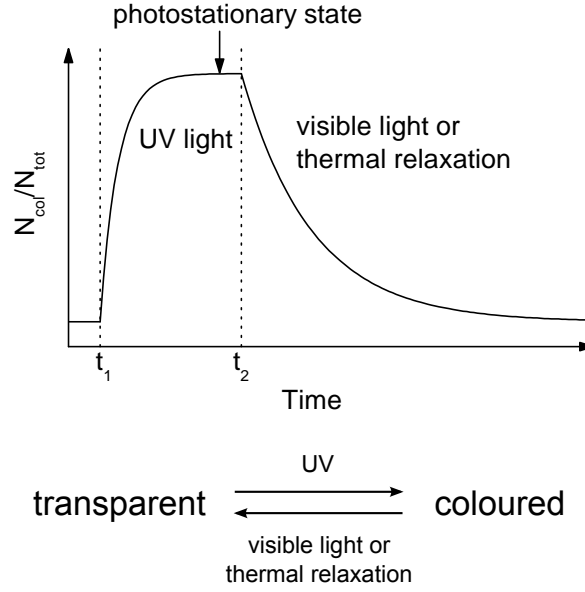 photostationary state
UV light
visible light or
thermal relaxation
N_col/N_tot
t_1
t_2
Time
UV
transparent
coloured
visible light or
thermal relaxation